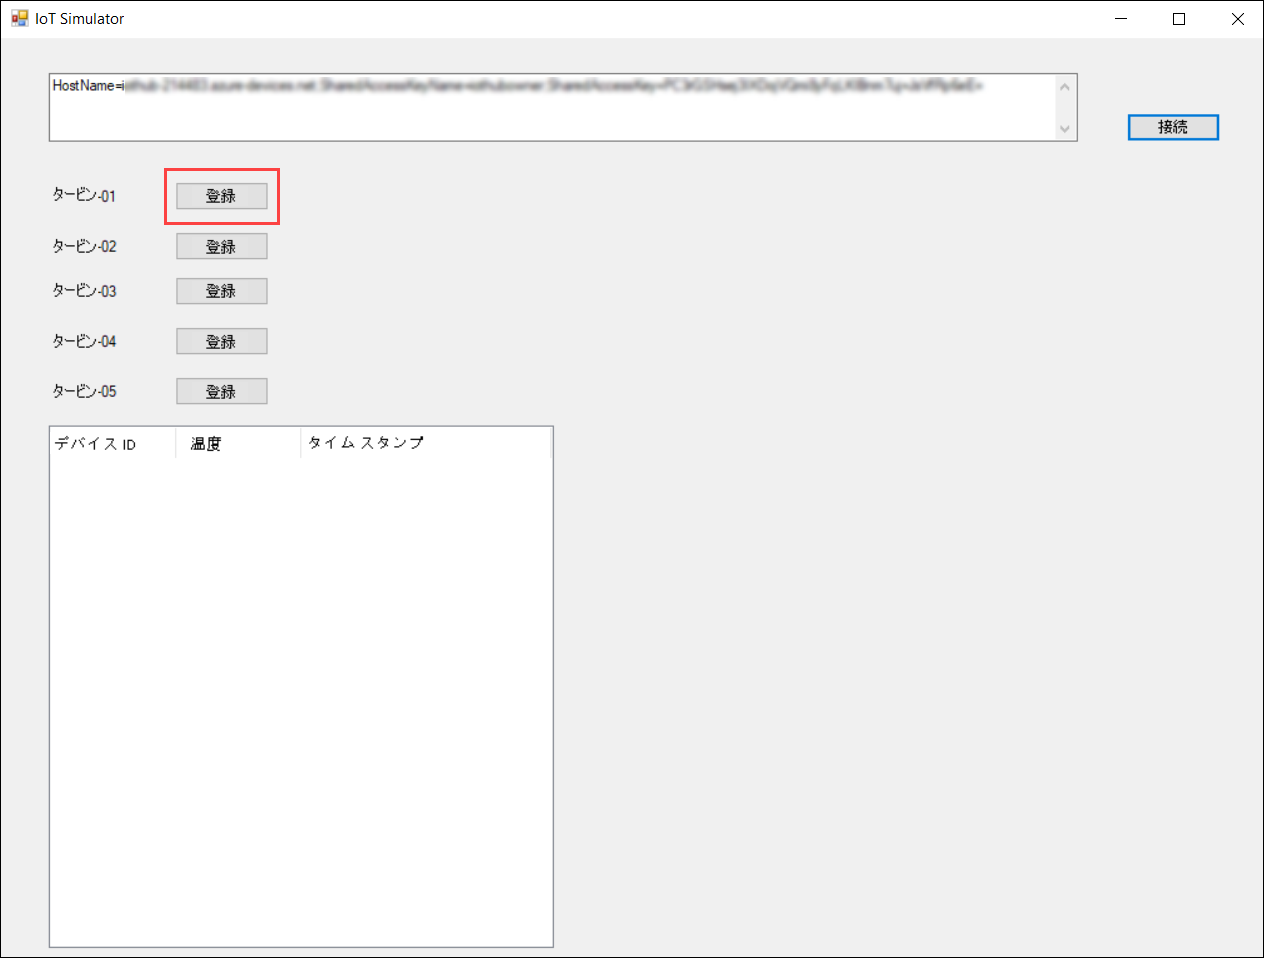 IoT Simulator
HostName=i
接続
タービン-01 登録
タービン-02 登録
タービン-03 登録
タービン-04 登録
タービン-05 登録
デバイス ID 温度 タイム スタンプ